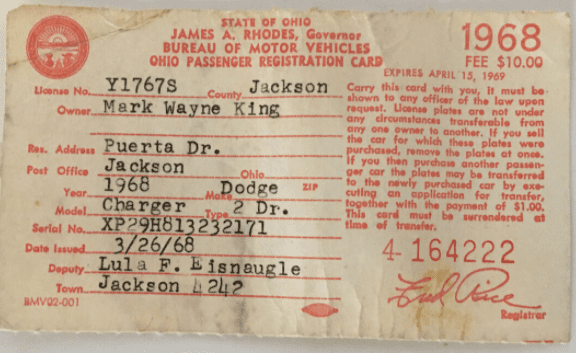 STATE OF OHIO
JAMES A. RHODES, Governor
BUREAU OF MOTOR VEHICLES
OHIO PASSENGER REGISTRATION CARD
1968
FEE $10.00
EXPIRES APRIL 15, 1969
License No. Y1767S County Jackson
Owner Mark Wayne King
Res. Address Puerta Dr.
Post Office Jackson Ohio
ZIP
Year 1968 Make Dodge
Model Charger Type 2 Dr.
Serial No. XP29H813232171
Date Issued 3/26/68
Deputy Lula F. Eisnaugle
Town Jackson 4242
BMV02-001
Carry this card with you, it must be
shown to any officer of the law upon
request. License plates are not under
any circumstances transferable from
any one owner to another. If you sell
the car for which these plates were
purchased, remove the plates at once.
If you then purchase another passen-
ger car the plates may be transferred
to the newly purchased car by exe-
cuting an application for transfer,
together with the payment of $1.00.
This card must be surrendered at
time of transfer.
4-164222
Fred Rice
Registrar